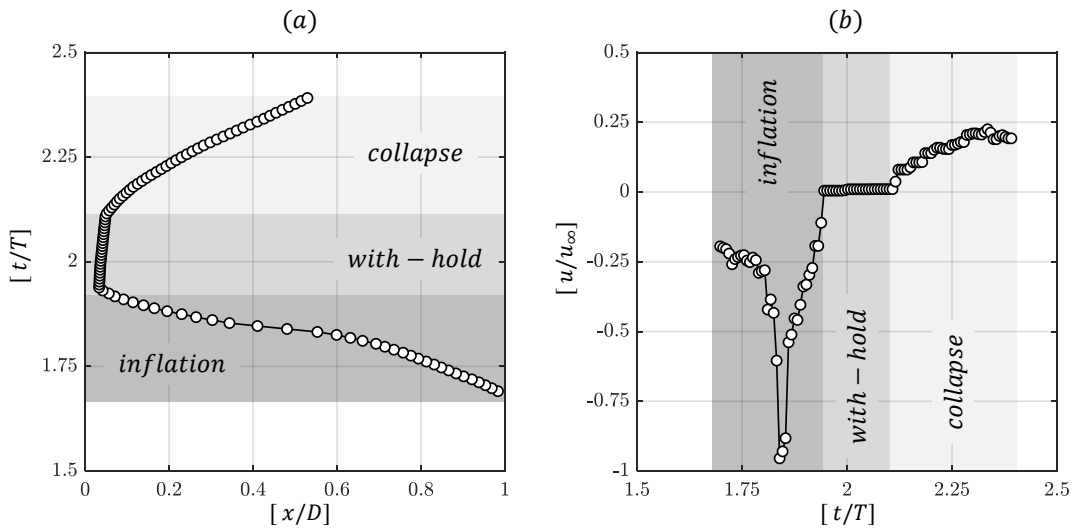 (a)
2.5
2.25
2
1.75
1.5
[t/T]
collapse
with − hold
inflation
0
0.2
0.4
0.6
0.8
1
[x/D]
(b)
0.5
0.25
0
-0.25
-0.5
-0.75
-1
[u/u∞]
inflation
with − hold
collapse
1.5
1.75
2
2.25
2.5
[t/T]